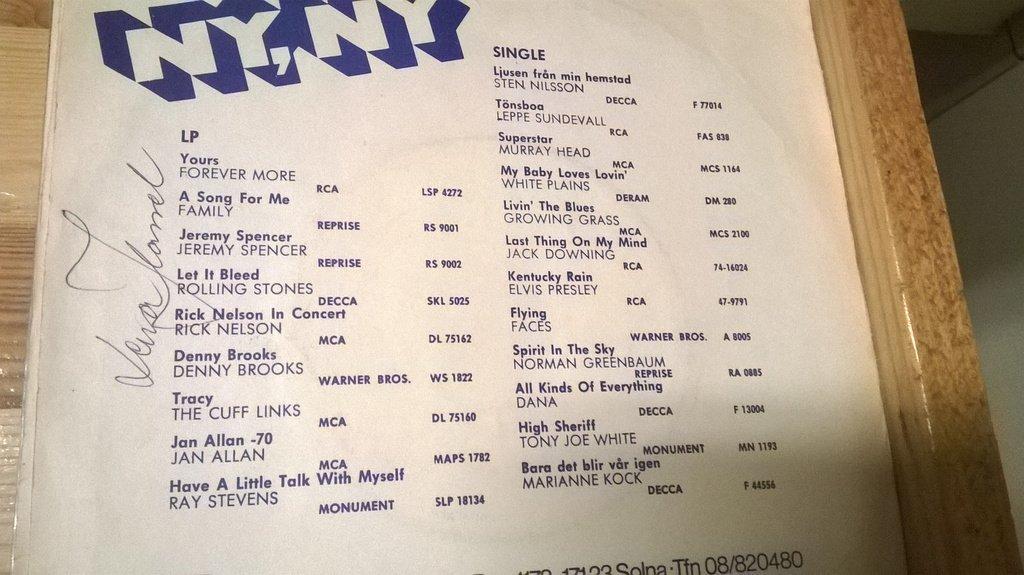 NY, NY
LP
Yours
FOREVER MORE
RCA LSP 4272
A Song For Me
FAMILY
REPRISE RS 9001
Jeremy Spencer
JEREMY SPENCER
REPRISE RS 9002
Let It Bleed
ROLLING STONES
DECCA SKL 5025
Rick Nelson In Concert
RICK NELSON
MCA DL 75162
Denny Brooks
DENNY BROOKS
WARNER BROS. WS 1822
Tracy
THE CUFF LINKS
MCA DL 75160
Jan Allan -70
JAN ALLAN
MCA MAPS 1782
Have A Little Talk With Myself
RAY STEVENS
MONUMENT SLP 18134
SINGLE
Ljusen från min hemstad
STEN NILSSON
DECCA F 77014
Tönsboa
LEPPE SUNDEVALL
RCA FAS 838
Superstar
MURRAY HEAD
MCA MCS 1164
My Baby Loves Lovin'
WHITE PLAINS
DERAM DM 280
Livin' The Blues
GROWING GRASS
MCA MCS 2100
Last Thing On My Mind
JACK DOWNING
RCA 74-16024
Kentucky Rain
ELVIS PRESLEY
RCA 47-9791
Flying
FACES
WARNER BROS. A 8005
Spirit In The Sky
NORMAN GREENBAUM
REPRISE RA 0885
All Kinds Of Everything
DANA
DECCA F 13004
High Sheriff
TONY JOE WHITE
MONUMENT MN 1193
Bara det blir vår igen
MARIANNE KOCK
DECCA F 44556
17123 Solna·Tfn 08/820480